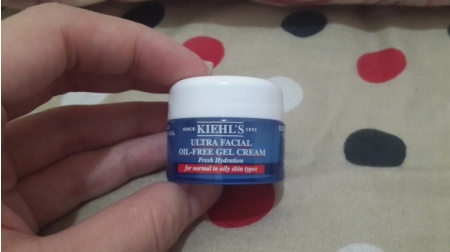 SINCE KIEHL'S 1851
ULTRA FACIAL
OIL-FREE GEL CREAM
Fresh Hydration
for normal to oily skin types